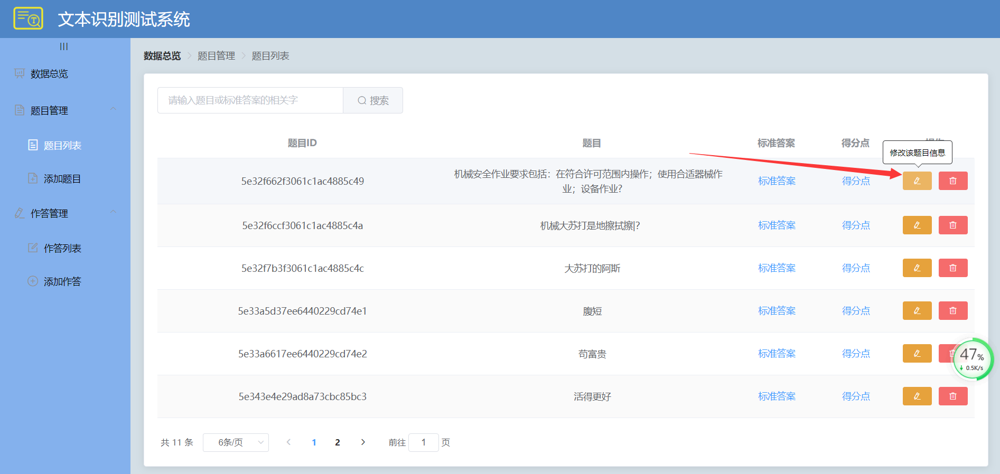 文本识别测试系统
数据总览
题目管理
题目列表
添加题目
作答管理
作答列表
添加作答
数据总览 题目管理 题目列表
请输入题目或标准答案的相关字 搜索
题目ID 题目 标准答案 得分点 操作
修改该题目信息
5e32f662f3061c1ac4885c49 机械安全作业要求包括：在符合许可范围内操作；使用合适器械作 标准答案 得分点
业；设备作业?
5e32f6ccf3061c1ac4885c4a 机械大苏打是地擦拭擦|? 标准答案 得分点
5e32f7b3f3061c1ac4885c4c 大苏打的阿斯 标准答案 得分点
5e33a5d37ee6440229cd74e1 腹短 标准答案 得分点
5e33a6617ee6440229cd74e2 苟富贵 标准答案 得分点
47%
0.5K/s
5e343e4e29ad8a73cbc85bc3 活得更好 标准答案 得分点
共 11 条 6条/页 1 2 前往 1 页